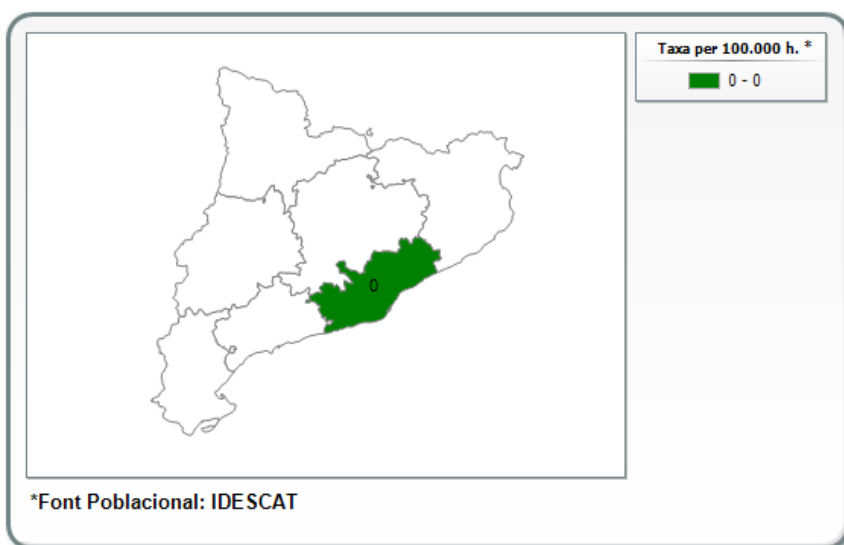 Taxa per 100.000 h. *
0 - 0
0
*Font Poblacional: IDESCAT